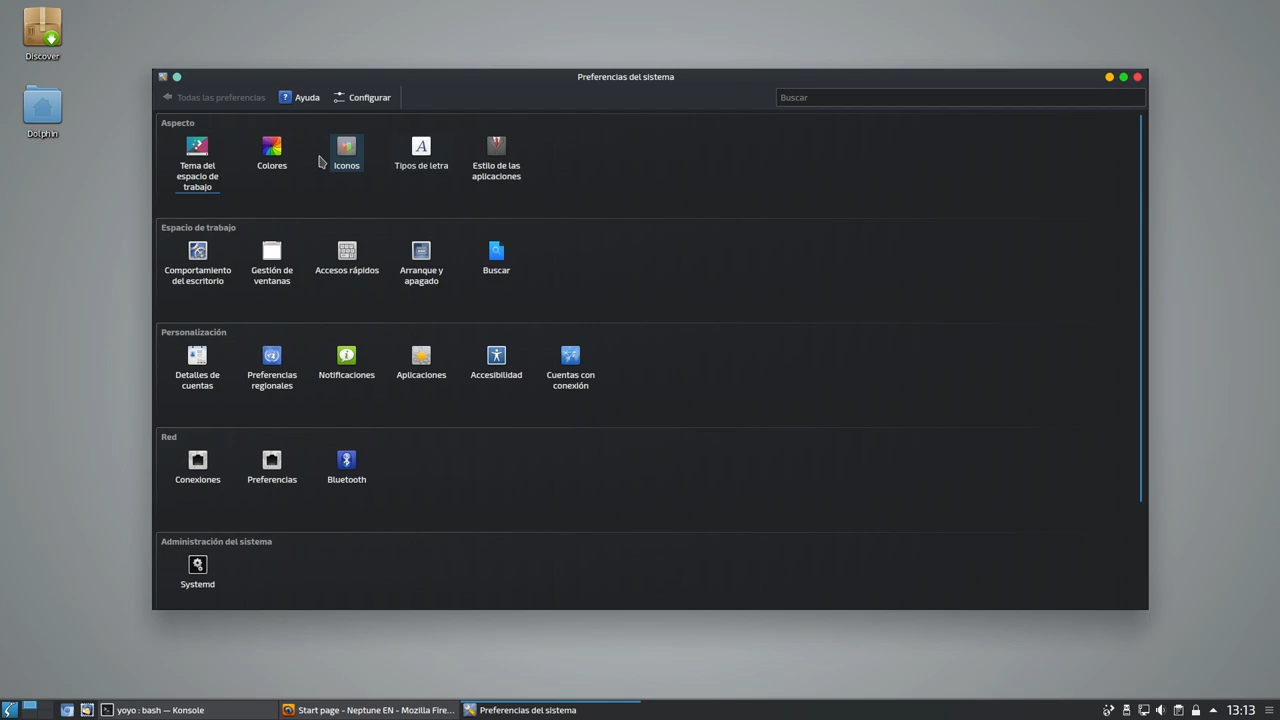 Discover
Dolphin
Preferencias del sistema
Todas las preferencias
Ayuda
Configurar
Buscar
Aspecto
Tema del
espacio de
trabajo
Colores
Iconos
Tipos de letra
Estilo de las
aplicaciones
Espacio de trabajo
Comportamiento
del escritorio
Gestión de
ventanas
Accesos rápidos
Arranque y
apagado
Buscar
Personalización
Detalles de
cuentas
Preferencias
regionales
Notificaciones
Aplicaciones
Accesibilidad
Cuentas con
conexión
Red
Conexiones
Preferencias
Bluetooth
Administración del sistema
Systemd
yoyo : bash — Konsole
Start page - Neptune EN - Mozilla Fire...
Preferencias del sistema
13:13